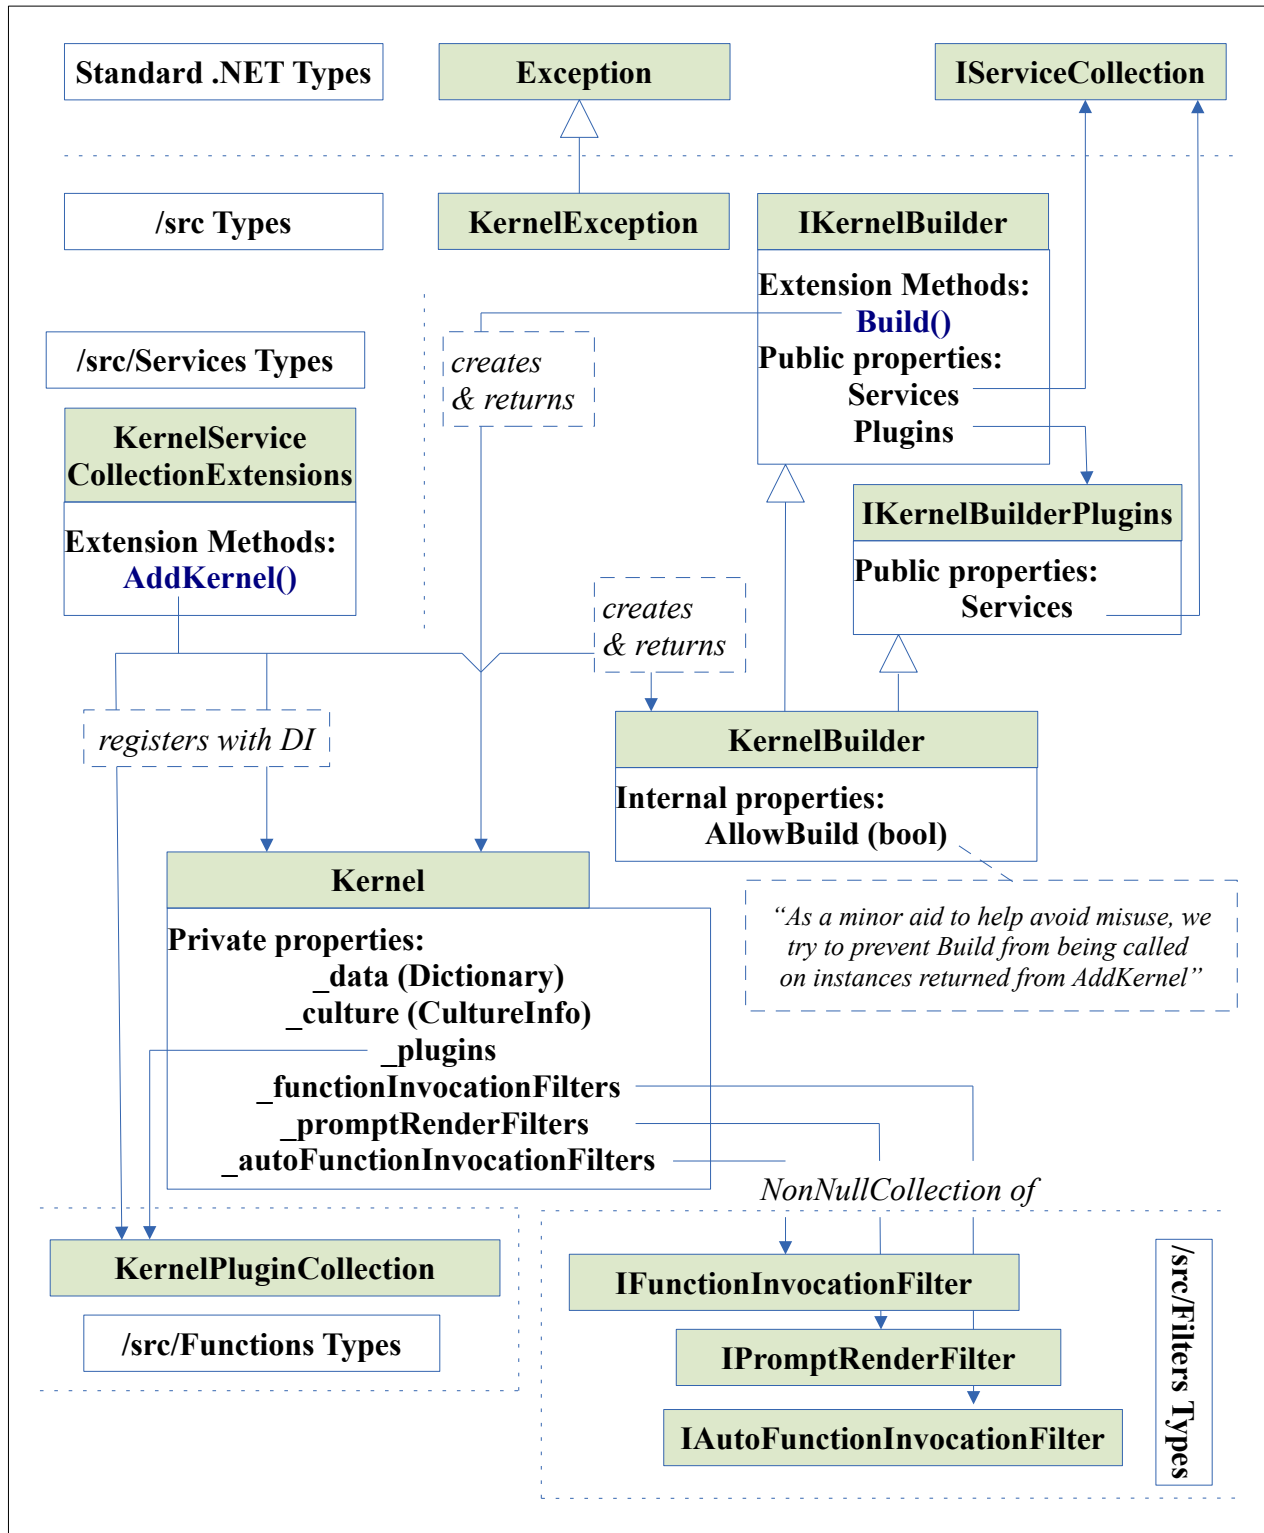 Standard .NET Types
Exception
IServiceCollection
/src Types
KernelException
IKernelBuilder
Extension Methods:
Build()
Public properties:
Services
Plugins
creates
& returns
/src/Services Types
KernelService
CollectionExtensions
Extension Methods:
AddKernel()
IKernelBuilderPlugins
Public properties:
Services
creates
& returns
registers with DI
KernelBuilder
Internal properties:
AllowBuild (bool)
“As a minor aid to help avoid misuse, we
try to prevent Build from being called
on instances returned from AddKernel”
Kernel
Private properties:
_data (Dictionary)
_culture (CultureInfo)
_plugins
_functionInvocationFilters
_promptRenderFilters
_autoFunctionInvocationFilters
NonNullCollection of
KernelPluginCollection
/src/Functions Types
IFunctionInvocationFilter
IPromptRenderFilter
IAutoFunctionInvocationFilter
/src/Filters Types